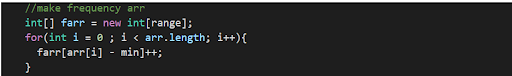 //make frequency arr
int[] farr = new int[range];
for(int i = 0 ; i < arr.length; i++){
farr[arr[i] - min]++;
}